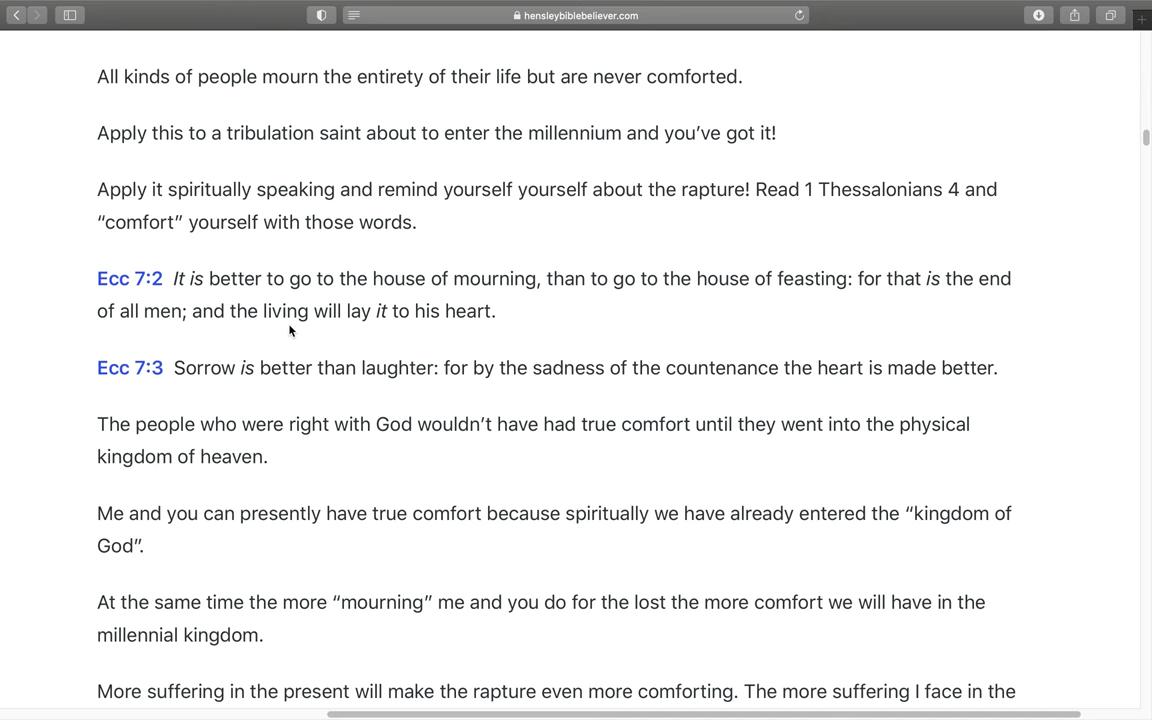 hensleybiblebeliever.com
All kinds of people mourn the entirety of their life but are never comforted.
Apply this to a tribulation saint about to enter the millennium and you’ve got it!
Apply it spiritually speaking and remind yourself yourself about the rapture! Read 1 Thessalonians 4 and
“comfort” yourself with those words.
Ecc 7:2 It is better to go to the house of mourning, than to go to the house of feasting: for that is the end
of all men; and the living will lay it to his heart.
Ecc 7:3 Sorrow is better than laughter: for by the sadness of the countenance the heart is made better.
The people who were right with God wouldn’t have had true comfort until they went into the physical
kingdom of heaven.
Me and you can presently have true comfort because spiritually we have already entered the “kingdom of
God”.
At the same time the more “mourning” me and you do for the lost the more comfort we will have in the
millennial kingdom.
More suffering in the present will make the rapture even more comforting. The more suffering I face in the